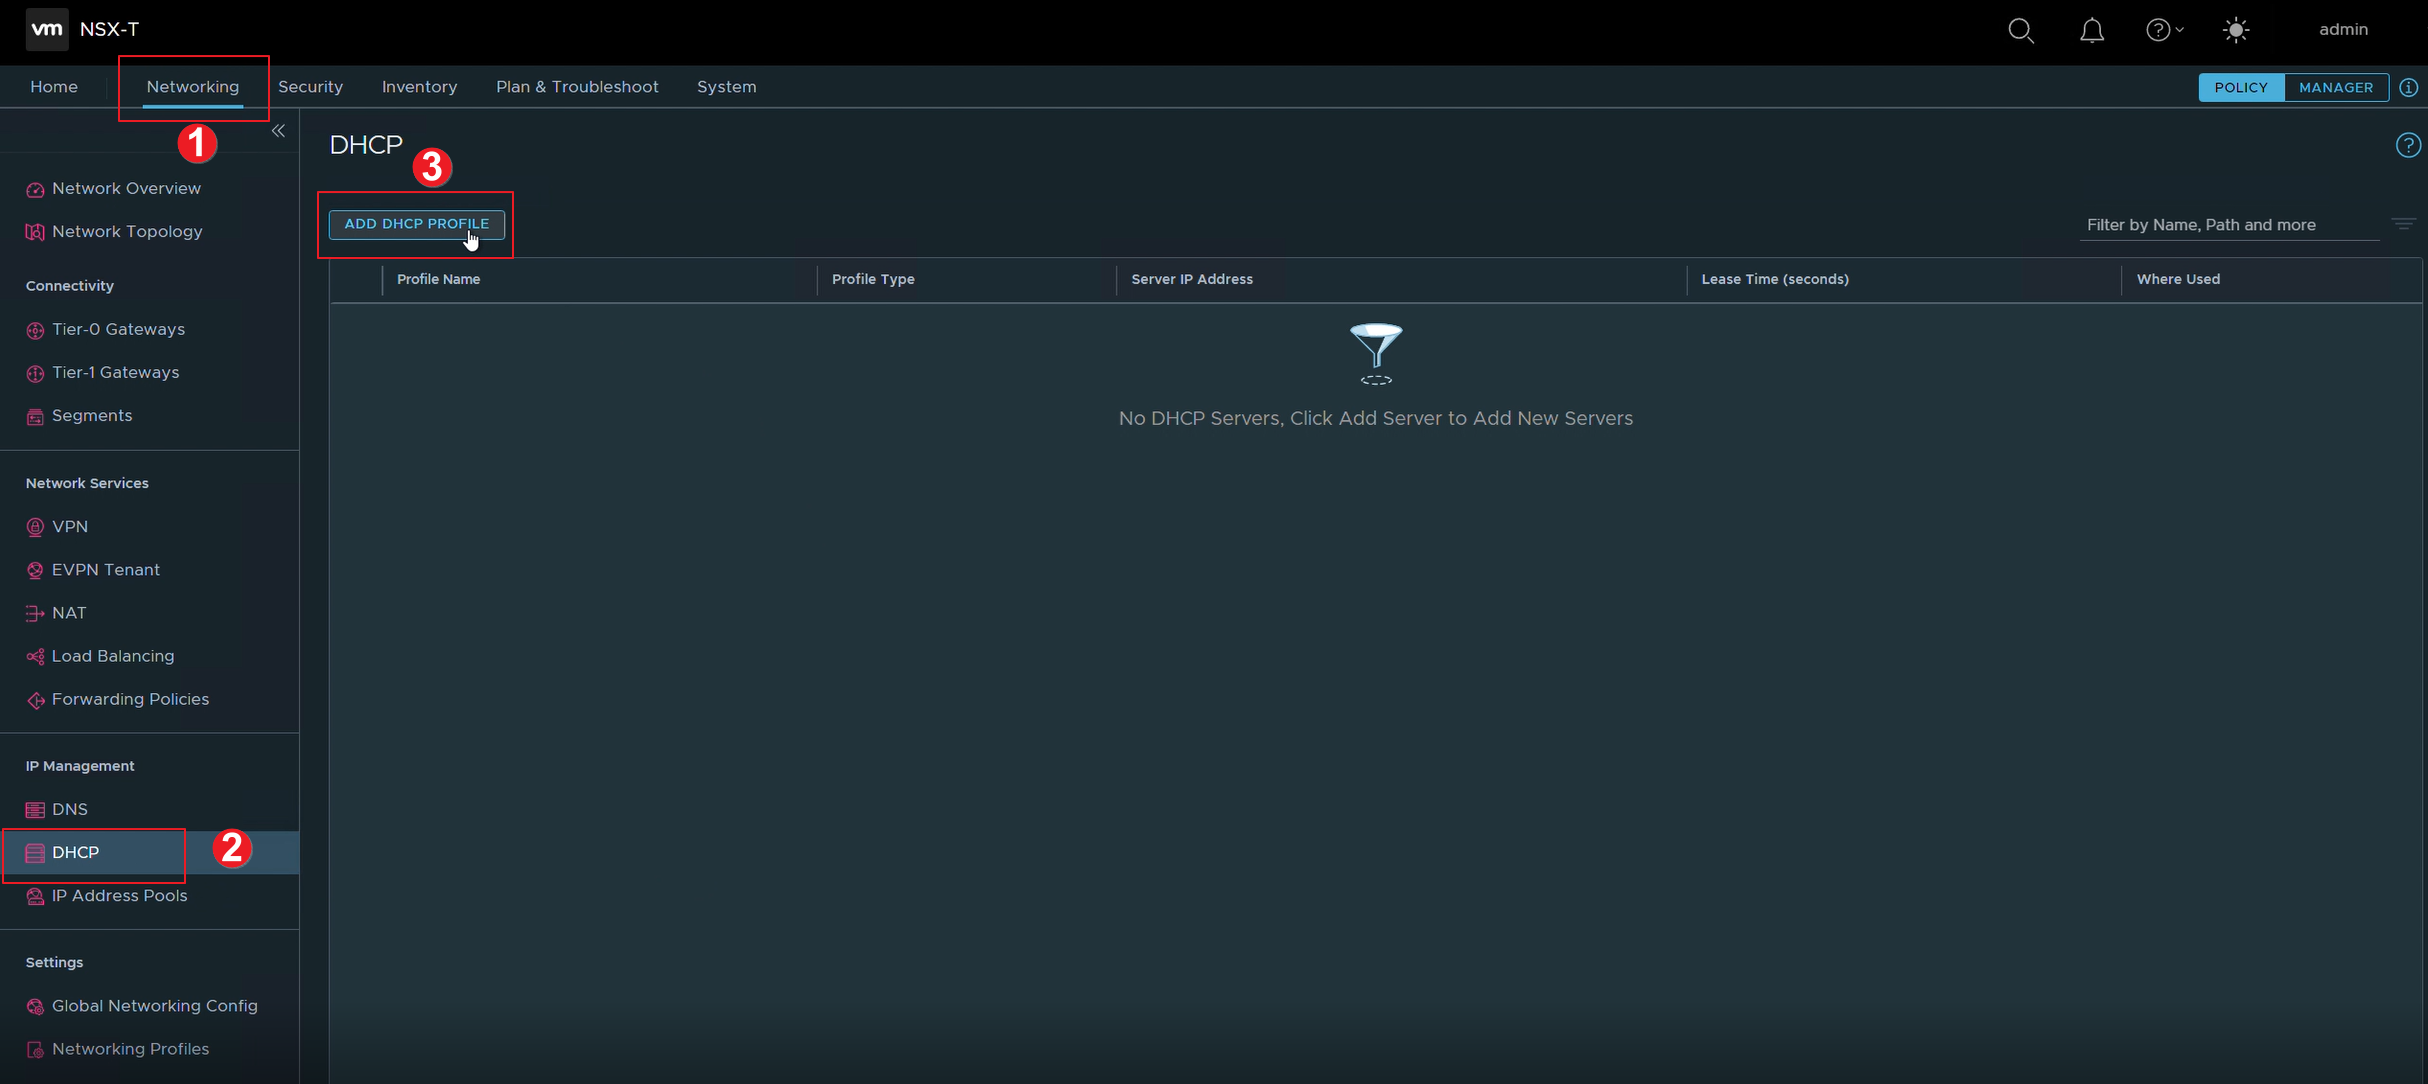 vm NSX-T
admin
Home Networking Security Inventory Plan & Troubleshoot System
POLICY MANAGER
1
DHCP
3
Network Overview
Network Topology
ADD DHCP PROFILE
Filter by Name, Path and more
Profile Name Profile Type Server IP Address Lease Time (seconds) Where Used
No DHCP Servers, Click Add Server to Add New Servers
Connectivity
Tier-0 Gateways
Tier-1 Gateways
Segments
Network Services
VPN
EVPN Tenant
NAT
Load Balancing
Forwarding Policies
IP Management
DNS
DHCP
2
IP Address Pools
Settings
Global Networking Config
Networking Profiles